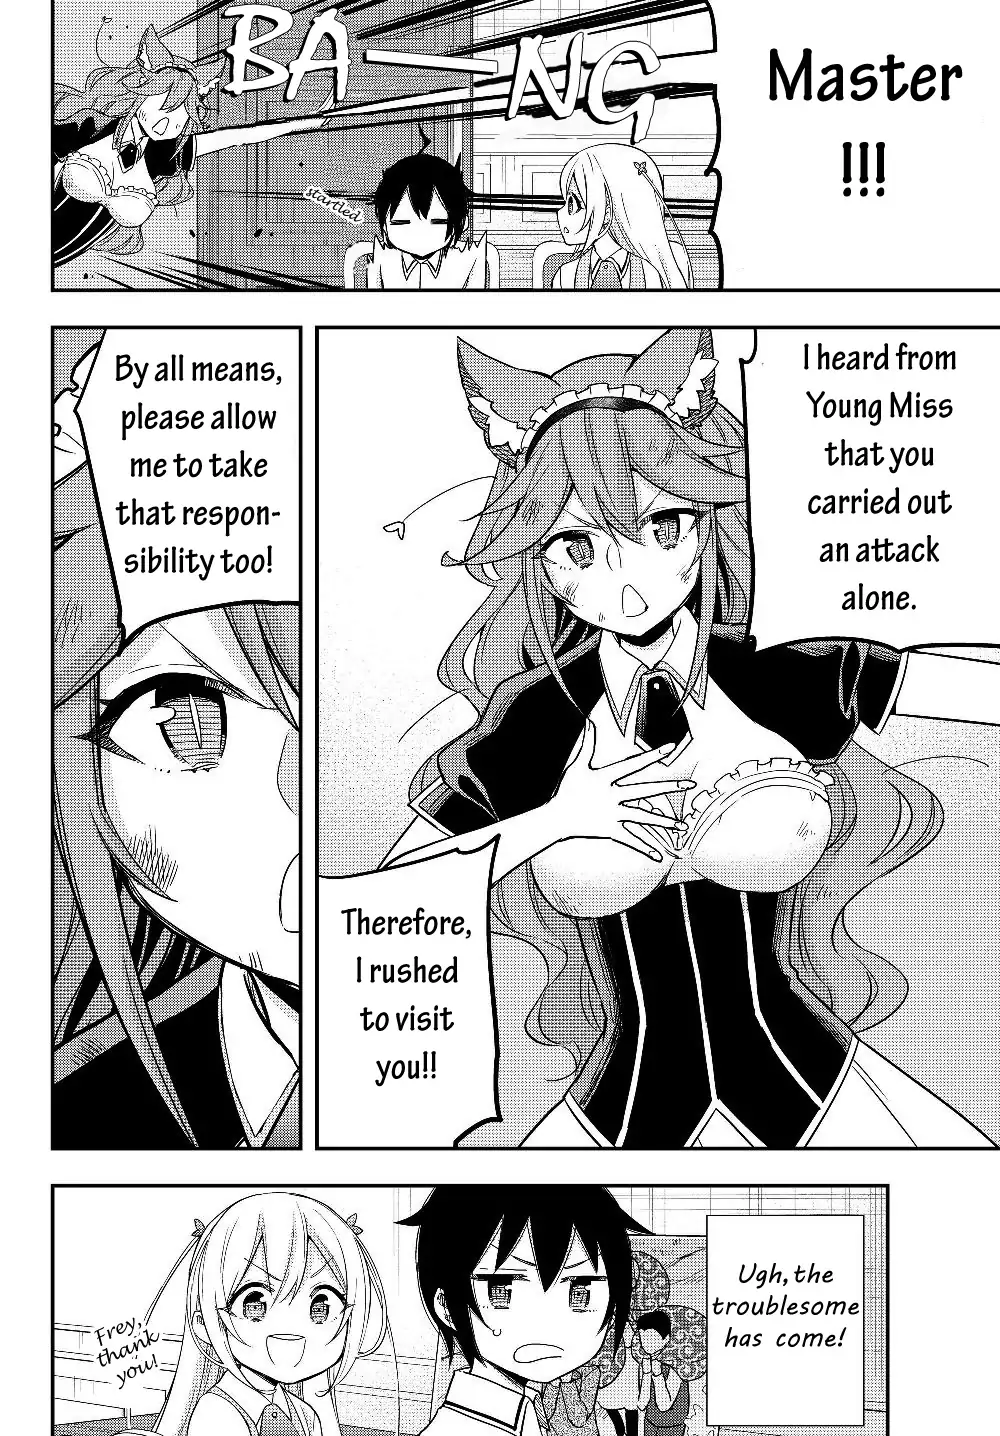 Master
!!!
BA—NG
startled
I heard from
Young Miss
that you
carried out
an attack
alone.
Therefore,
I rushed
to visit
you!!
By all means,
please allow
me to take
that respon-
sibility too!
Ugh, the
troublesome
has come!
Frey,
thank
you!